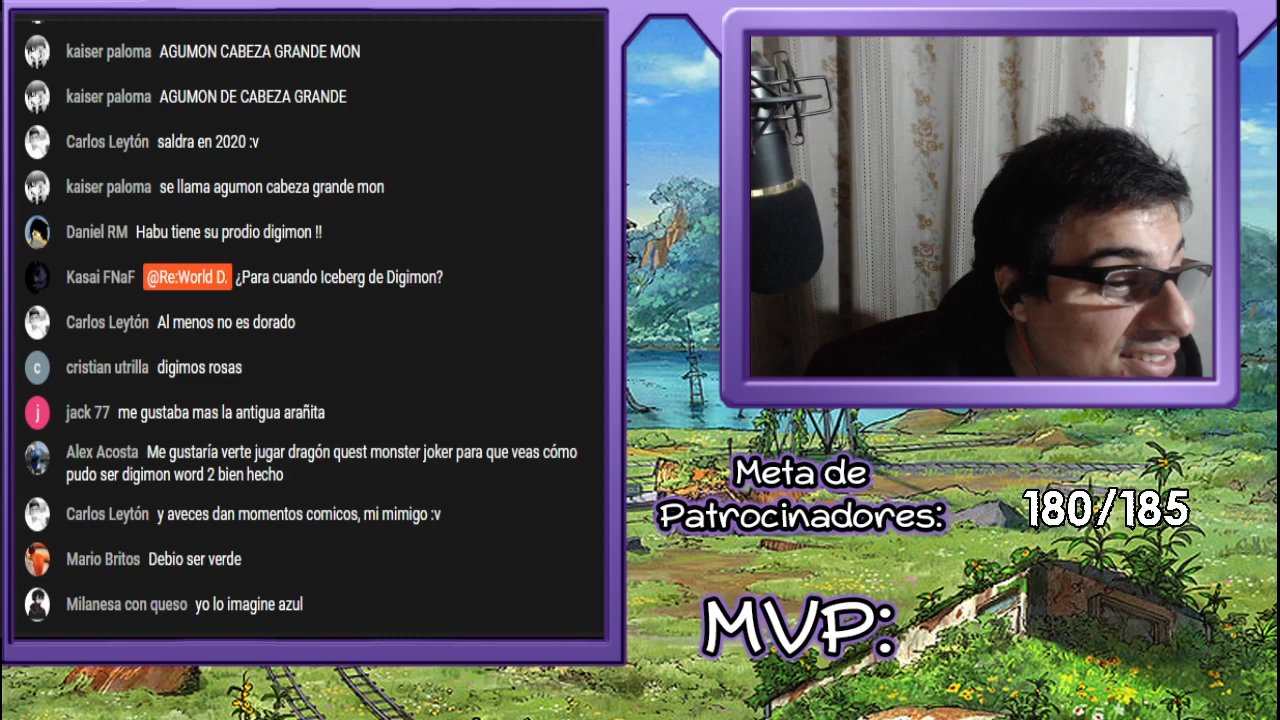 kaiser paloma AGUMON CABEZA GRANDE MON
kaiser paloma AGUMON DE CABEZA GRANDE
Carlos Leytón saldra en 2020 :v
kaiser paloma se llama agumon cabeza grande mon
Daniel RM Habu tiene su prodio digimon !!
Kasai FNaF @Re:World D. ¿Para cuando Iceberg de Digimon?
Carlos Leytón Al menos no es dorado
c
cristian utrilla digimos rosas
j
jack 77 me gustaba mas la antigua arañita
Alex Acosta Me gustaría verte jugar dragón quest monster joker para que veas cómo
pudo ser digimon word 2 bien hecho
Carlos Leytón y aveces dan momentos comicos, mi mimigo :v
Mario Britos Debio ser verde
Milanesa con queso yo lo imagine azul
Meta de
Patrocinadores:
180/185
MVP: